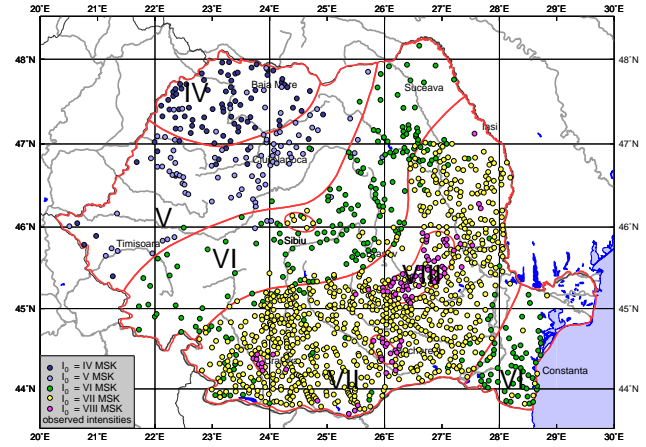 20°E 21°E 22°E 23°E 24°E 25°E 26°E 27°E 28°E 29°E 30°E
48°N 48°N
Baia Mare
IV
Suceava
Iasi
47°N 47°N
Cluj Napoca
V
46°N 46°N
Timisoara
Sibiu
VI
VIII
45°N 45°N
Constanta
VII
VI
44°N 44°N
I₀ = IV MSK
I₀ = V MSK
I₀ = VI MSK
I₀ = VII MSK
I₀ = VIII MSK
observed intensities
20°E 21°E 22°E 23°E 24°E 25°E 26°E 27°E 28°E 29°E 30°E